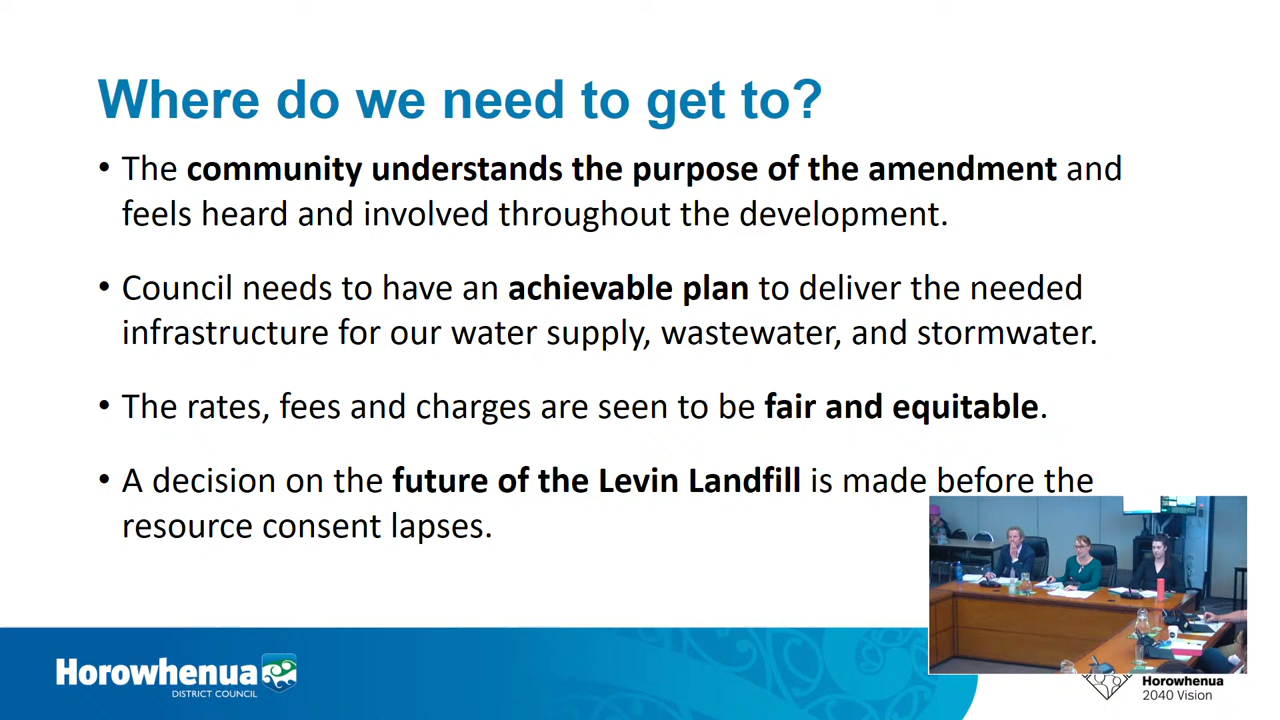 Where do we need to get to?
• The community understands the purpose of the amendment and
feels heard and involved throughout the development.
• Council needs to have an achievable plan to deliver the needed
infrastructure for our water supply, wastewater, and stormwater.
• The rates, fees and charges are seen to be fair and equitable.
• A decision on the future of the Levin Landfill is made before the
resource consent lapses.
Horowhenua
DISTRICT COUNCIL
Horowhenua
2040 Vision